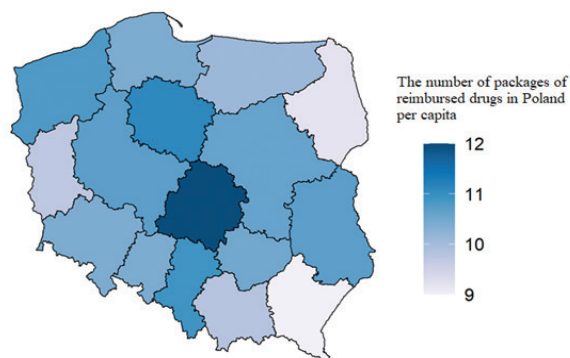 The number of packages of
reimbursed drugs in Poland
per capita
12
11
10
9